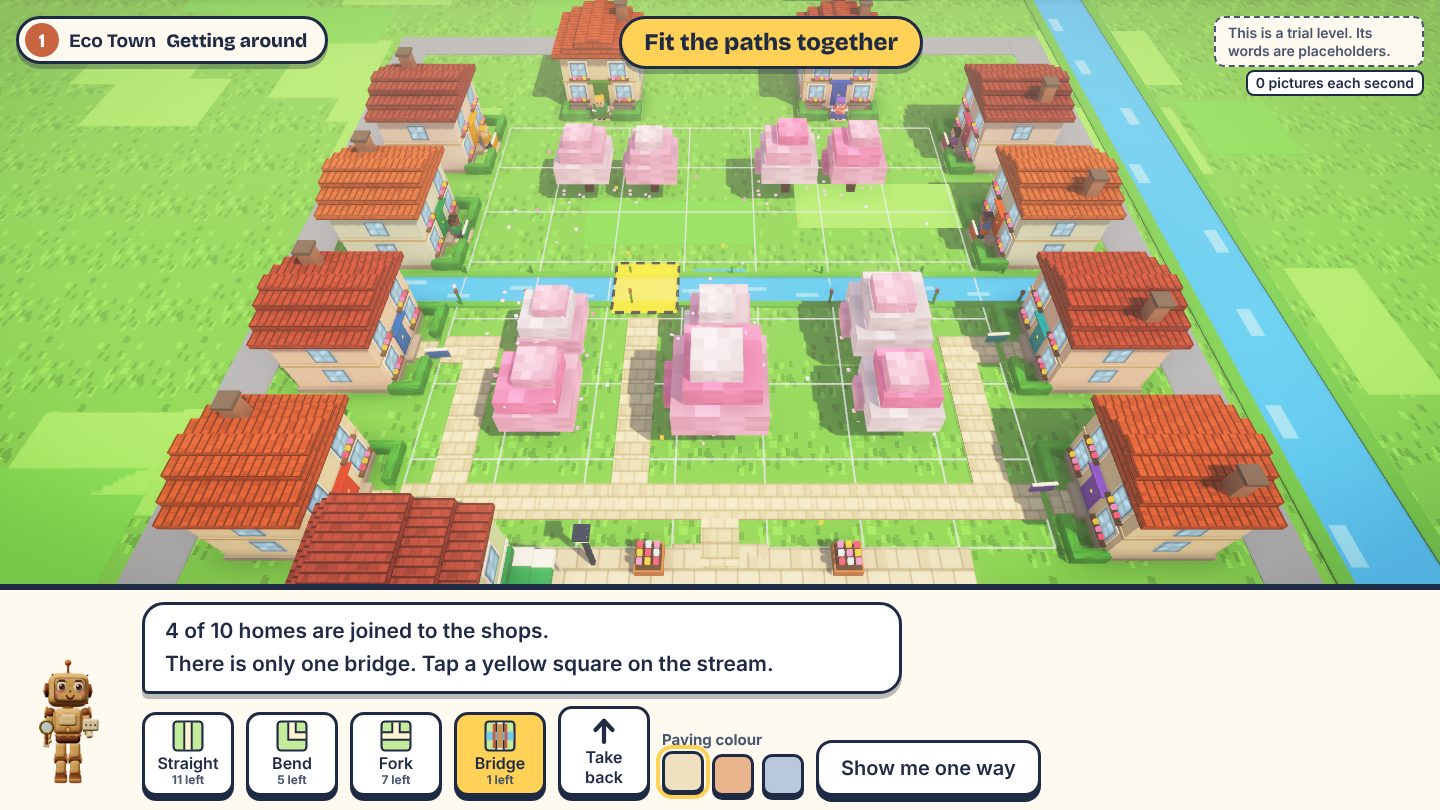 1 Eco Town Getting around
Fit the paths together
This is a trial level. Its
words are placeholders.
0 pictures each second
4 of 10 homes are joined to the shops.
There is only one bridge. Tap a yellow square on the stream.
Straight
11 left
Bend
5 left
Fork
7 left
Bridge
1 left
Take
back
Paving colour
Show me one way